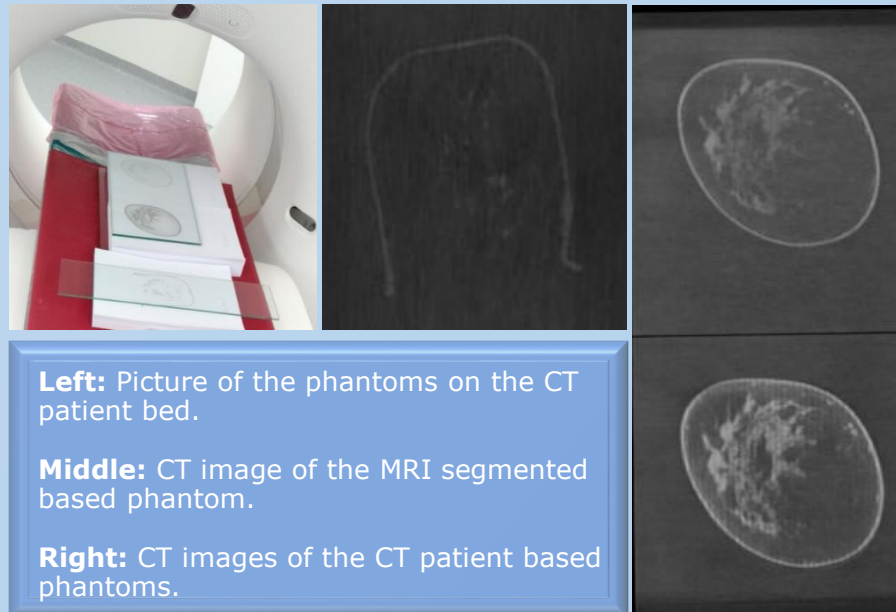 Left: Picture of the phantoms on the CT
patient bed.
Middle: CT image of the MRI segmented
based phantom.
Right: CT images of the CT patient based
phantoms.